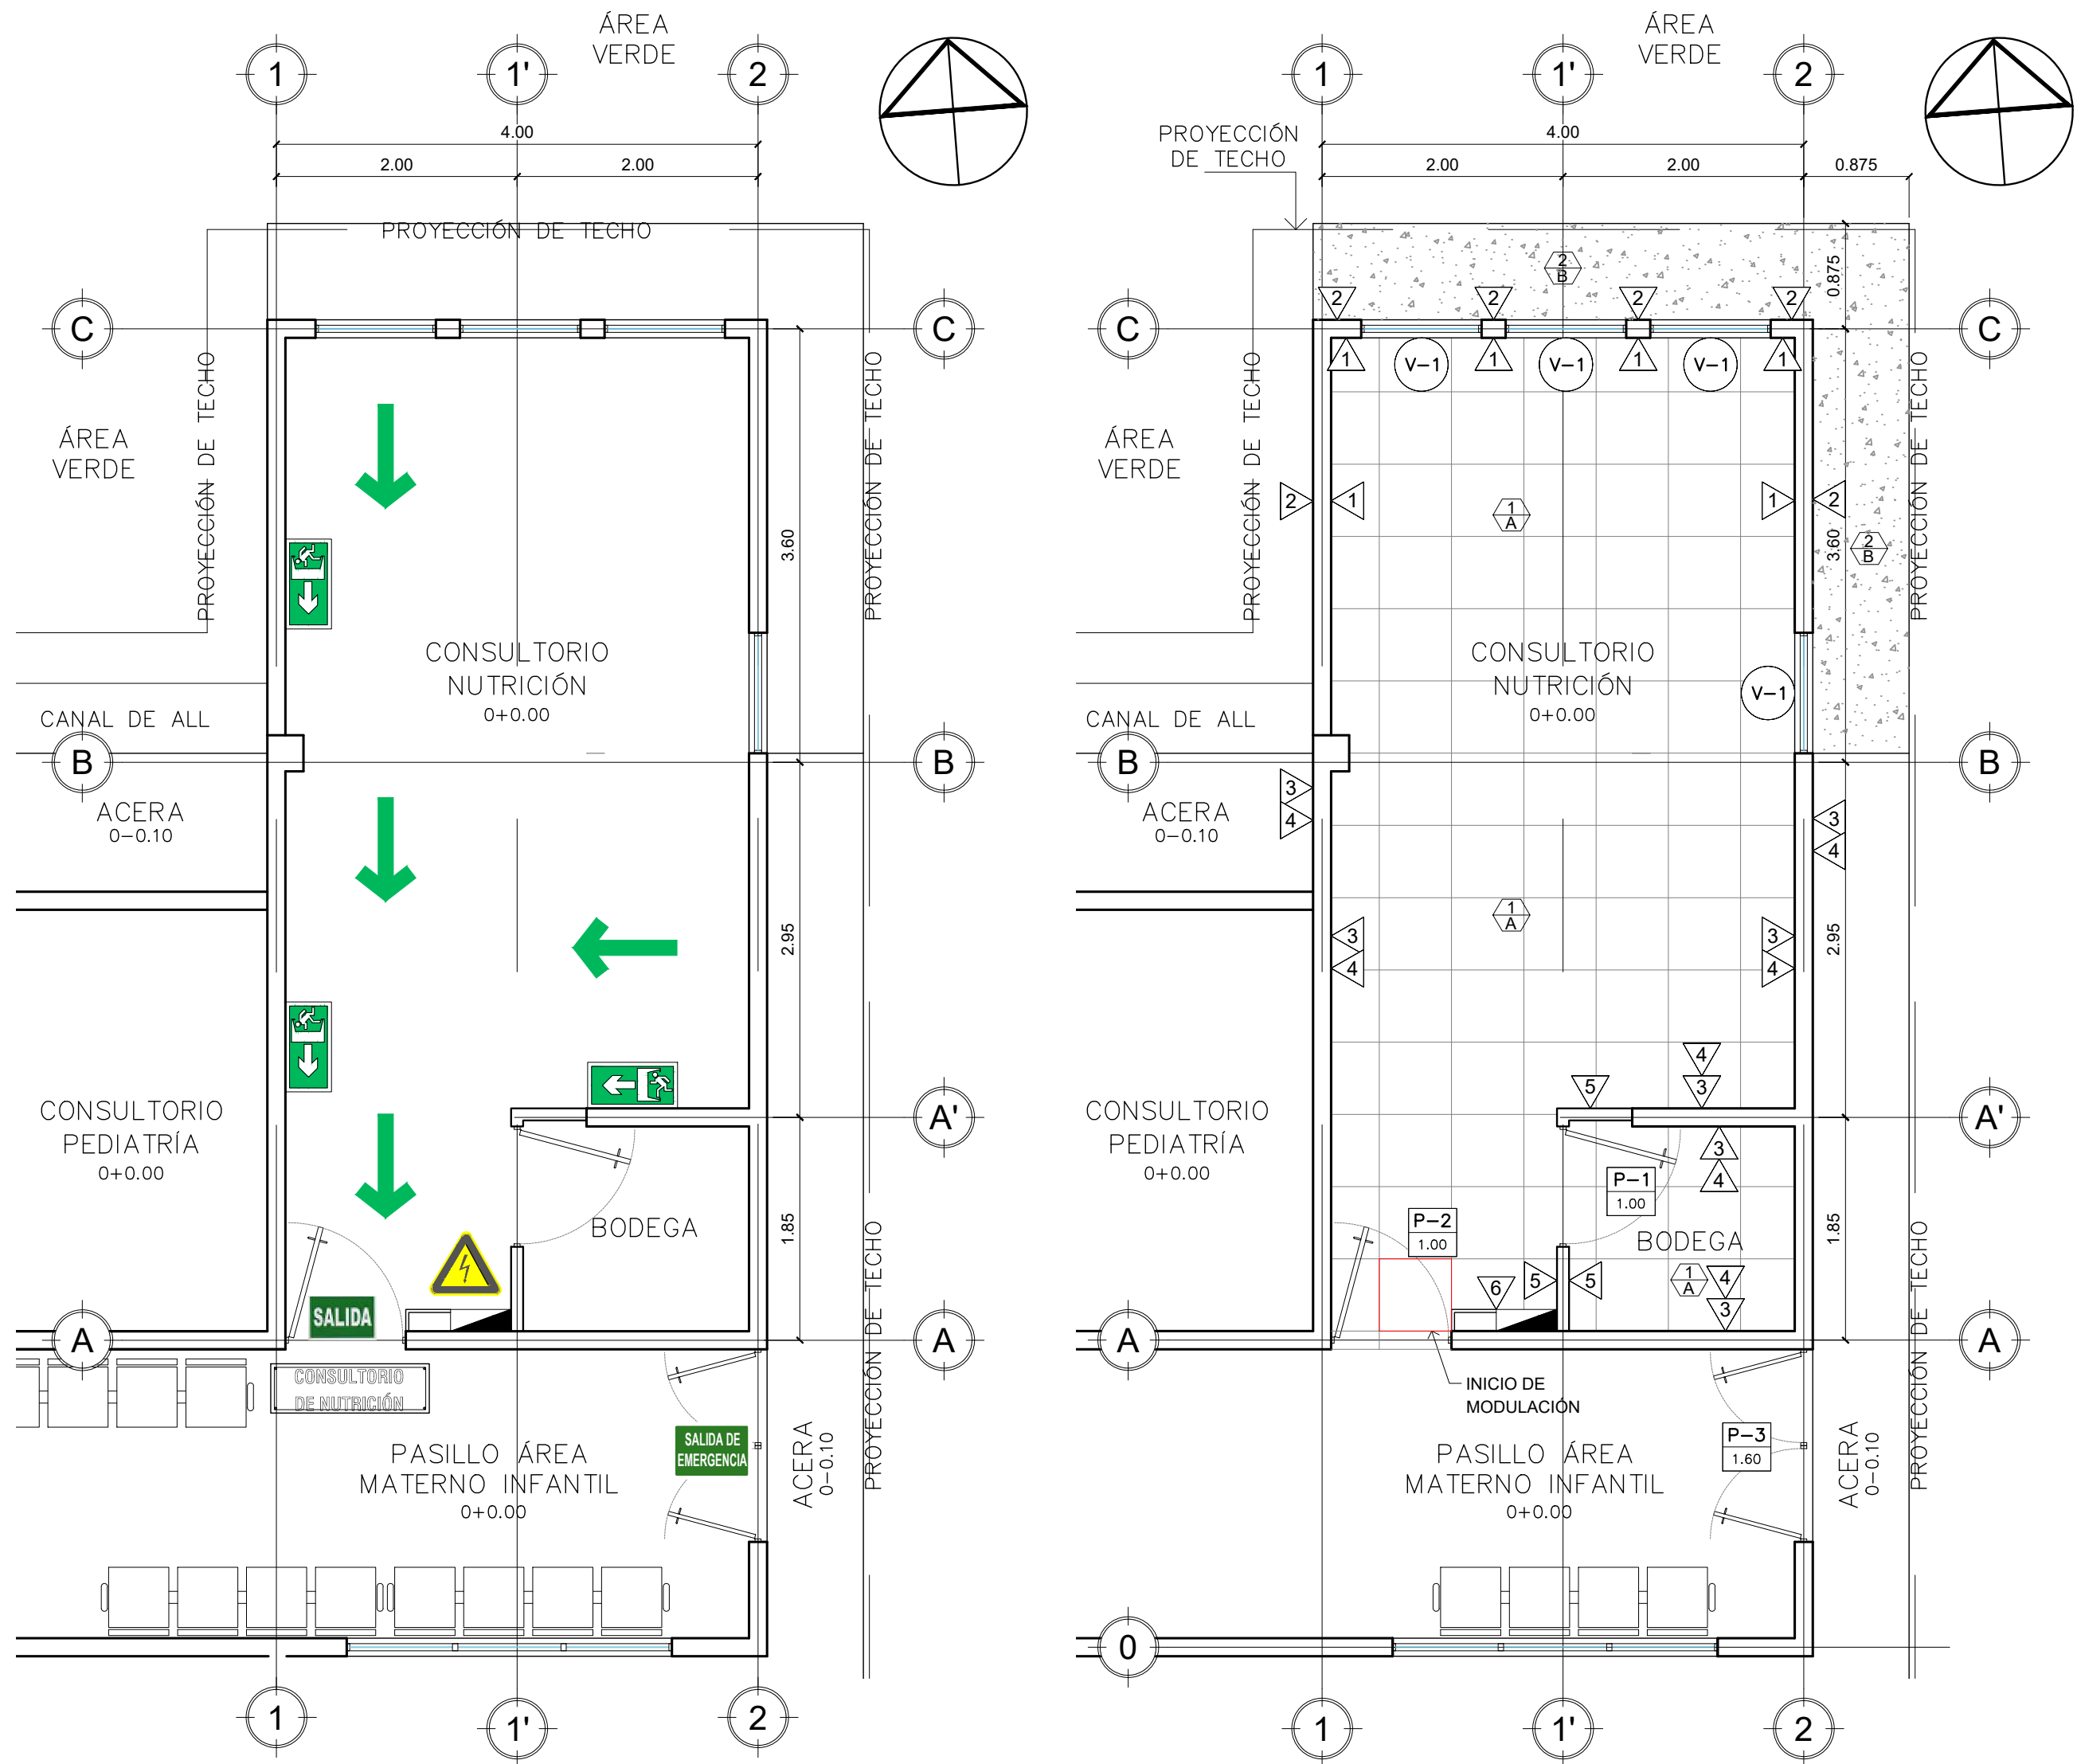 ÁREA
VERDE
1
1'
2
4.00
2.00
2.00
PROYECCIÓN DE TECHO
C
C
PROYECCIÓN DE TECHO
PROYECCIÓN DE TECHO
ÁREA
VERDE
3.60
CONSULTORIO
NUTRICIÓN
0+0.00
CANAL DE ALL
B
B
ACERA
0-0.10
2.95
CONSULTORIO
PEDIATRÍA
0+0.00
A'
BODEGA
1.85
SALIDA
A
A
PROYECCIÓN DE TECHO
CONSULTORIO
DE NUTRICIÓN
SALIDA DE
EMERGENCIA
PASILLO ÁREA
MATERNO INFANTIL
0+0.00
ACERA
0-0.10
1
1'
2
ÁREA
VERDE
1
1'
2
PROYECCIÓN
DE TECHO
4.00
2.00
2.00
0.875
2
B
0.875
2
2
2
2
C
C
1
V-1
1
V-1
1
V-1
1
PROYECCIÓN DE TECHO
PROYECCIÓN DE TECHO
ÁREA
VERDE
2
1
1
A
1
2
3.60
2
B
CONSULTORIO
NUTRICIÓN
0+0.00
V-1
CANAL DE ALL
B
B
3
4
ACERA
0-0.10
3
4
1
A
3
4
3
4
2.95
4
3
5
CONSULTORIO
PEDIATRÍA
0+0.00
A'
3
4
P-1
1.00
P-2
1.00
BODEGA
1.85
6
5
5
1
A
4
3
A
A
PROYECCIÓN DE TECHO
INICIO DE
MODULACIÓN
P-3
1.60
PASILLO ÁREA
MATERNO INFANTIL
0+0.00
ACERA
0-0.10
0
1
1'
2